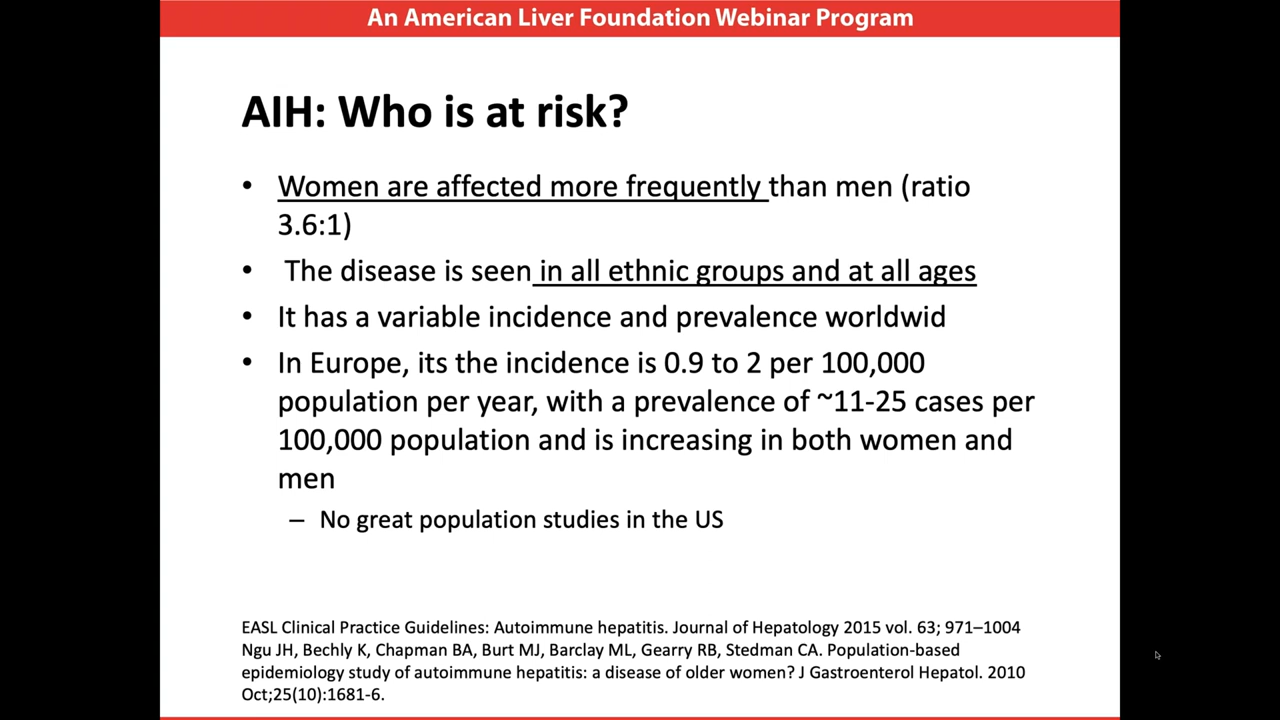 An American Liver Foundation Webinar Program
AIH: Who is at risk?
• Women are affected more frequently than men (ratio
3.6:1)
• The disease is seen in all ethnic groups and at all ages
• It has a variable incidence and prevalence worldwid
• In Europe, its the incidence is 0.9 to 2 per 100,000
population per year, with a prevalence of ~11-25 cases per
100,000 population and is increasing in both women and
men
– No great population studies in the US
EASL Clinical Practice Guidelines: Autoimmune hepatitis. Journal of Hepatology 2015 vol. 63; 971–1004
Ngu JH, Bechly K, Chapman BA, Burt MJ, Barclay ML, Gearry RB, Stedman CA. Population-based
epidemiology study of autoimmune hepatitis: a disease of older women? J Gastroenterol Hepatol. 2010
Oct;25(10):1681-6.